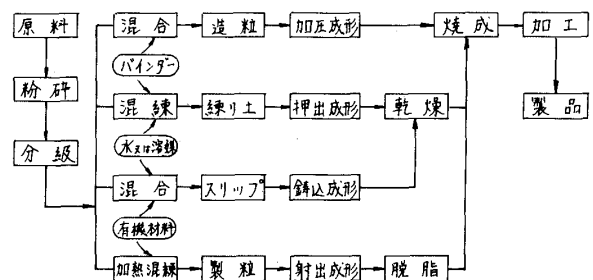 原料
粉砕
分級
混合
造粒
加圧成形
焼成
加工
製品
バインダー
混練
練り土
押出成形
乾燥
水又は溶媒
混合
スリップ
鋳込成形
有機材料
加熱混練
製粒
射出成形
脱脂